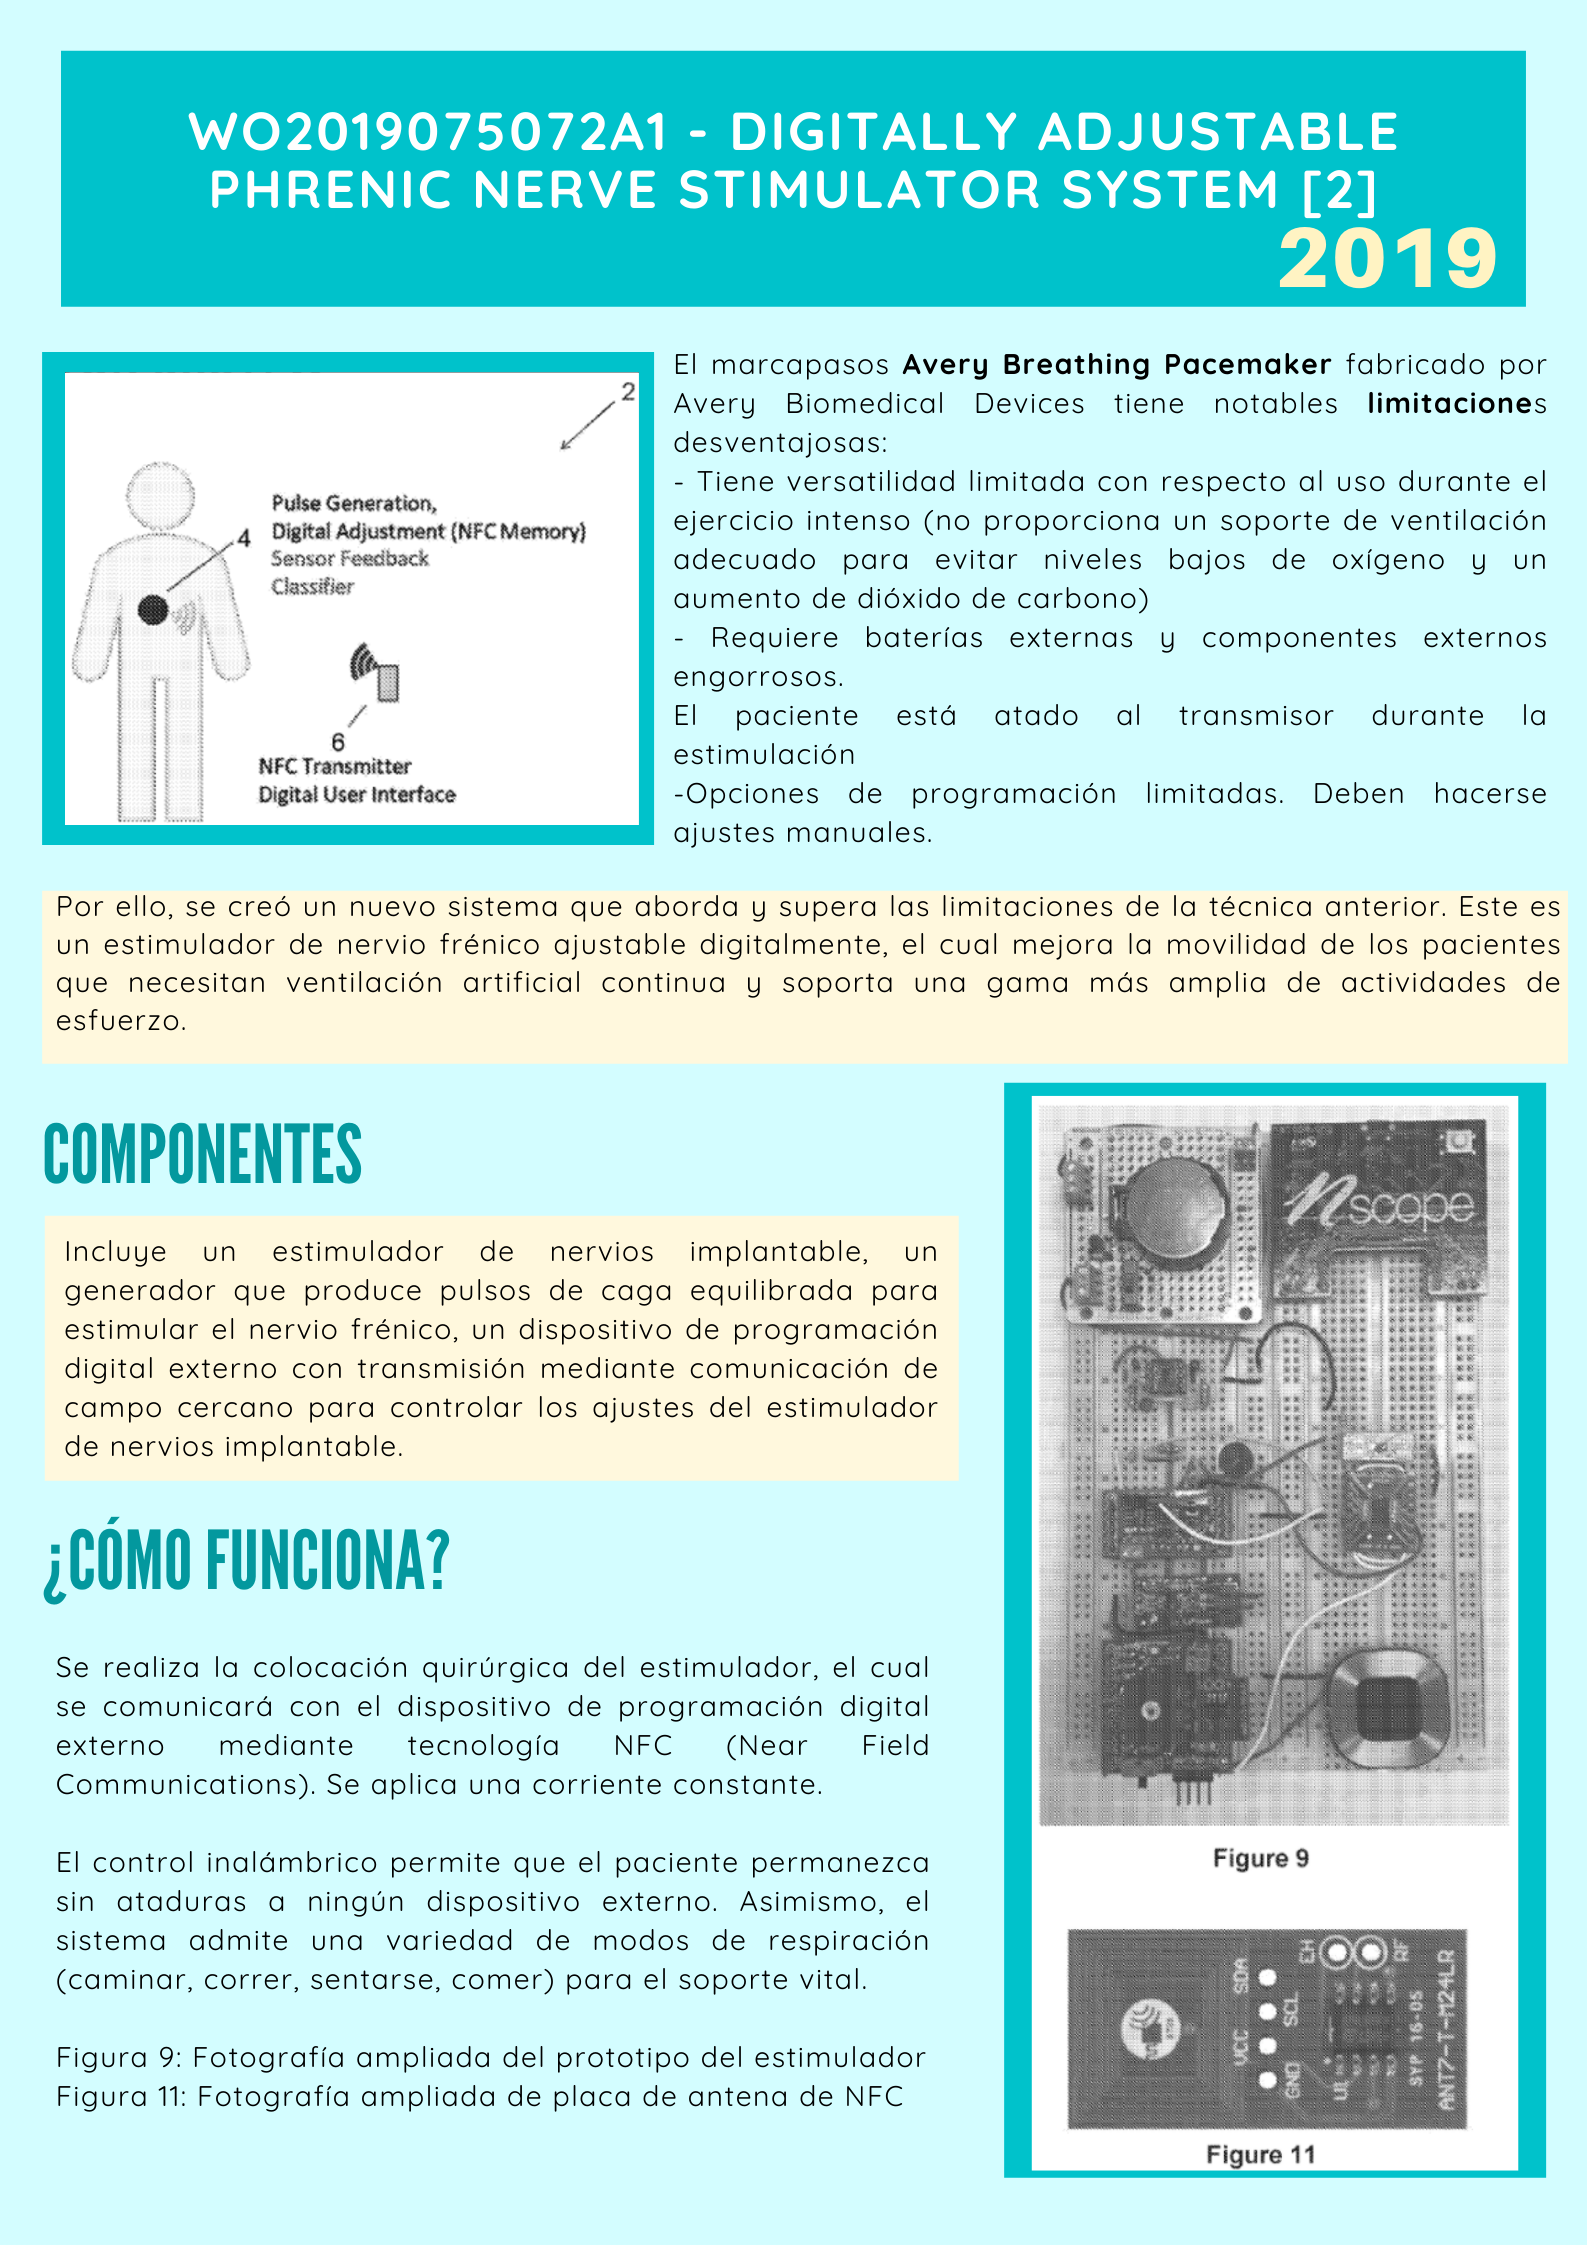 WO2019075072A1 - DIGITALLY ADJUSTABLE
PHRENIC NERVE STIMULATOR SYSTEM [2]
2019
2
Pulse Generation,
4 Digital Adjustment (NFC Memory)
Sensor Feedback
Classifier
6
NFC Transmitter
Digital User Interface
El marcapasos Avery Breathing Pacemaker fabricado por
Avery Biomedical Devices tiene notables limitaciones
desventajosas:
- Tiene versatilidad limitada con respecto al uso durante el
ejercicio intenso (no proporciona un soporte de ventilación
adecuado para evitar niveles bajos de oxígeno y un
aumento de dióxido de carbono)
- Requiere baterías externas y componentes externos
engorrosos.
El paciente está atado al transmisor durante la
estimulación
-Opciones de programación limitadas. Deben hacerse
ajustes manuales.
Por ello, se creó un nuevo sistema que aborda y supera las limitaciones de la técnica anterior. Este es
un estimulador de nervio frénico ajustable digitalmente, el cual mejora la movilidad de los pacientes
que necesitan ventilación artificial continua y soporta una gama más amplia de actividades de
esfuerzo.
COMPONENTES
Incluye un estimulador de nervios implantable, un
generador que produce pulsos de caga equilibrada para
estimular el nervio frénico, un dispositivo de programación
digital externo con transmisión mediante comunicación de
campo cercano para controlar los ajustes del estimulador
de nervios implantable.
¿CÓMO FUNCIONA?
Se realiza la colocación quirúrgica del estimulador, el cual
se comunicará con el dispositivo de programación digital
externo mediante tecnología NFC (Near Field
Communications). Se aplica una corriente constante.
El control inalámbrico permite que el paciente permanezca
sin ataduras a ningún dispositivo externo. Asimismo, el
sistema admite una variedad de modos de respiración
(caminar, correr, sentarse, comer) para el soporte vital.
Figura 9: Fotografía ampliada del prototipo del estimulador
Figura 11: Fotografía ampliada de placa de antena de NFC
nscope
Figure 9
SDA
SCL
VCC
GND
EH
RF
U1
SYP 16-05
ANT7-T-M24LR
Figure 11